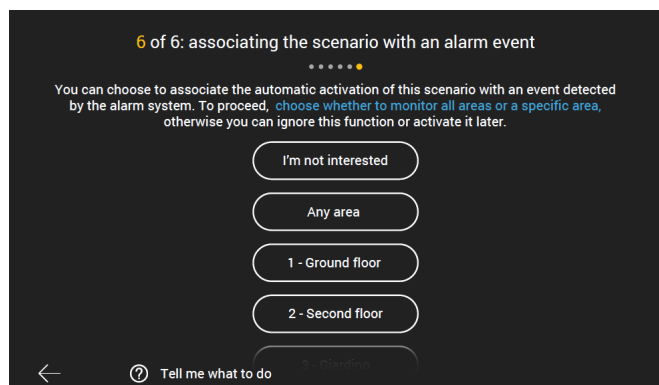 6 of 6: associating the scenario with an alarm event
You can choose to associate the automatic activation of this scenario with an event detected
by the alarm system. To proceed, choose whether to monitor all areas or a specific area,
otherwise you can ignore this function or activate it later.
I'm not interested
Any area
1 - Ground floor
2 - Second floor
3 - Giardino
Tell me what to do